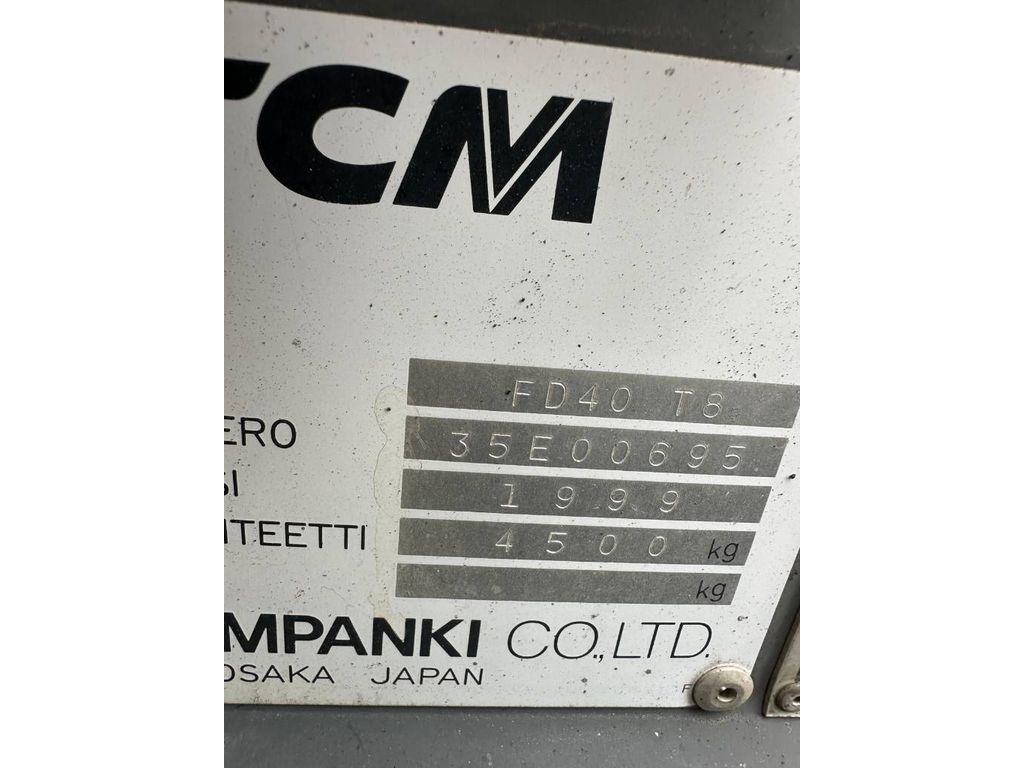 TCM
FD40 T8
ERO 35E00695
SI 1999
ITEETTI 4500 kg
kg
MPANKI CO., LTD.
OSAKA JAPAN